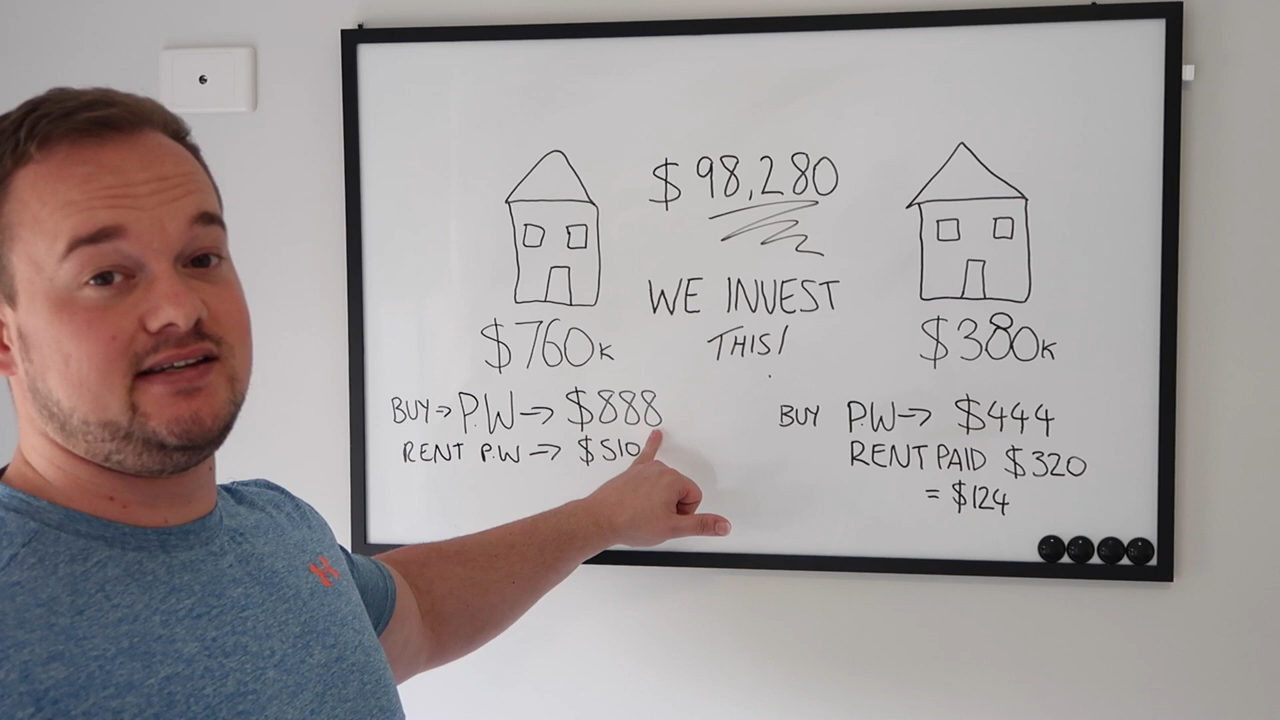 $98,280
WE INVEST
THIS!
$760K
BUY → P.W → $888
RENT P.W → $510
$380K
BUY P.W → $444
RENT PAID $320
= $124
H